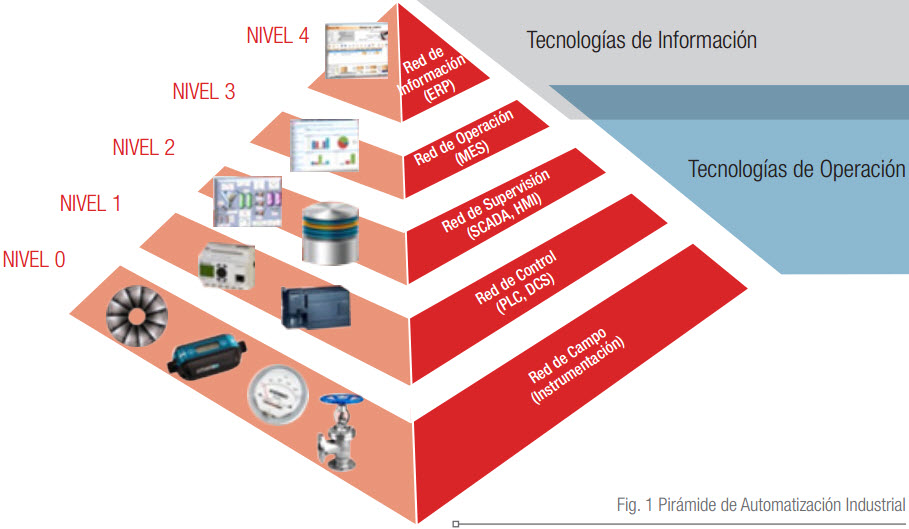 NIVEL 4
Red de
Información
(ERP)
Tecnologías de Información
NIVEL 3
Red de Operación
(MES)
NIVEL 2
Red de Supervisión
(SCADA, HMI)
Tecnologías de Operación
NIVEL 1
Red de Control
(PLC, DCS)
NIVEL 0
Red de Campo
(Instrumentación)
Fig. 1 Pirámide de Automatización Industrial